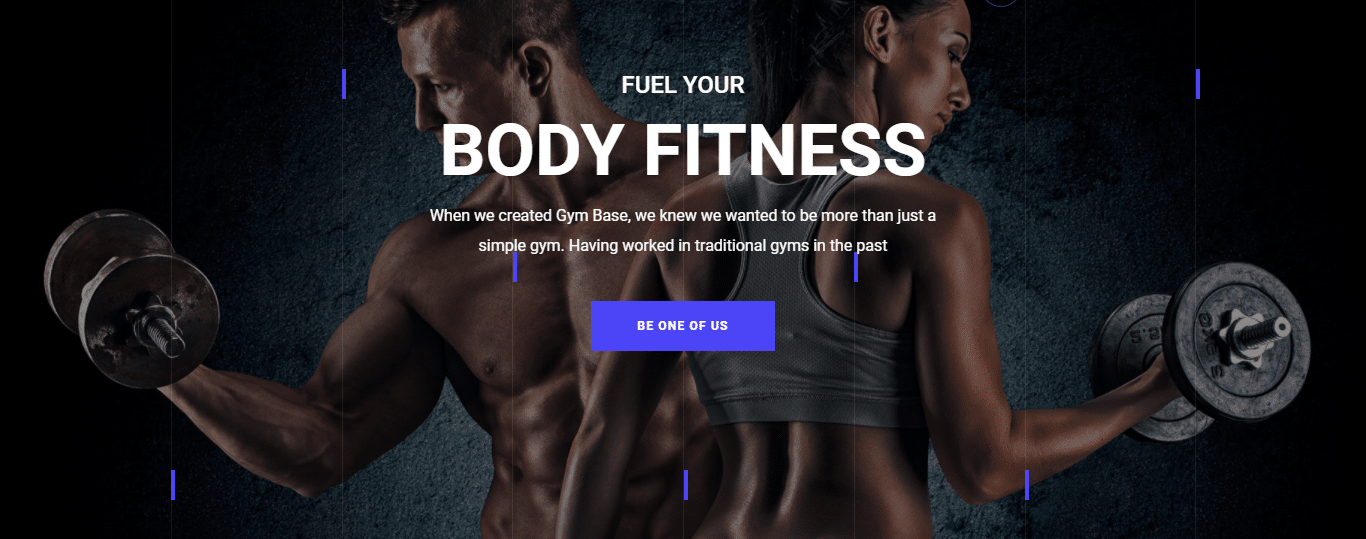 FUEL YOUR
BODY FITNESS
When we created Gym Base, we knew we wanted to be more than just a
simple gym. Having worked in traditional gyms in the past
BE ONE OF US